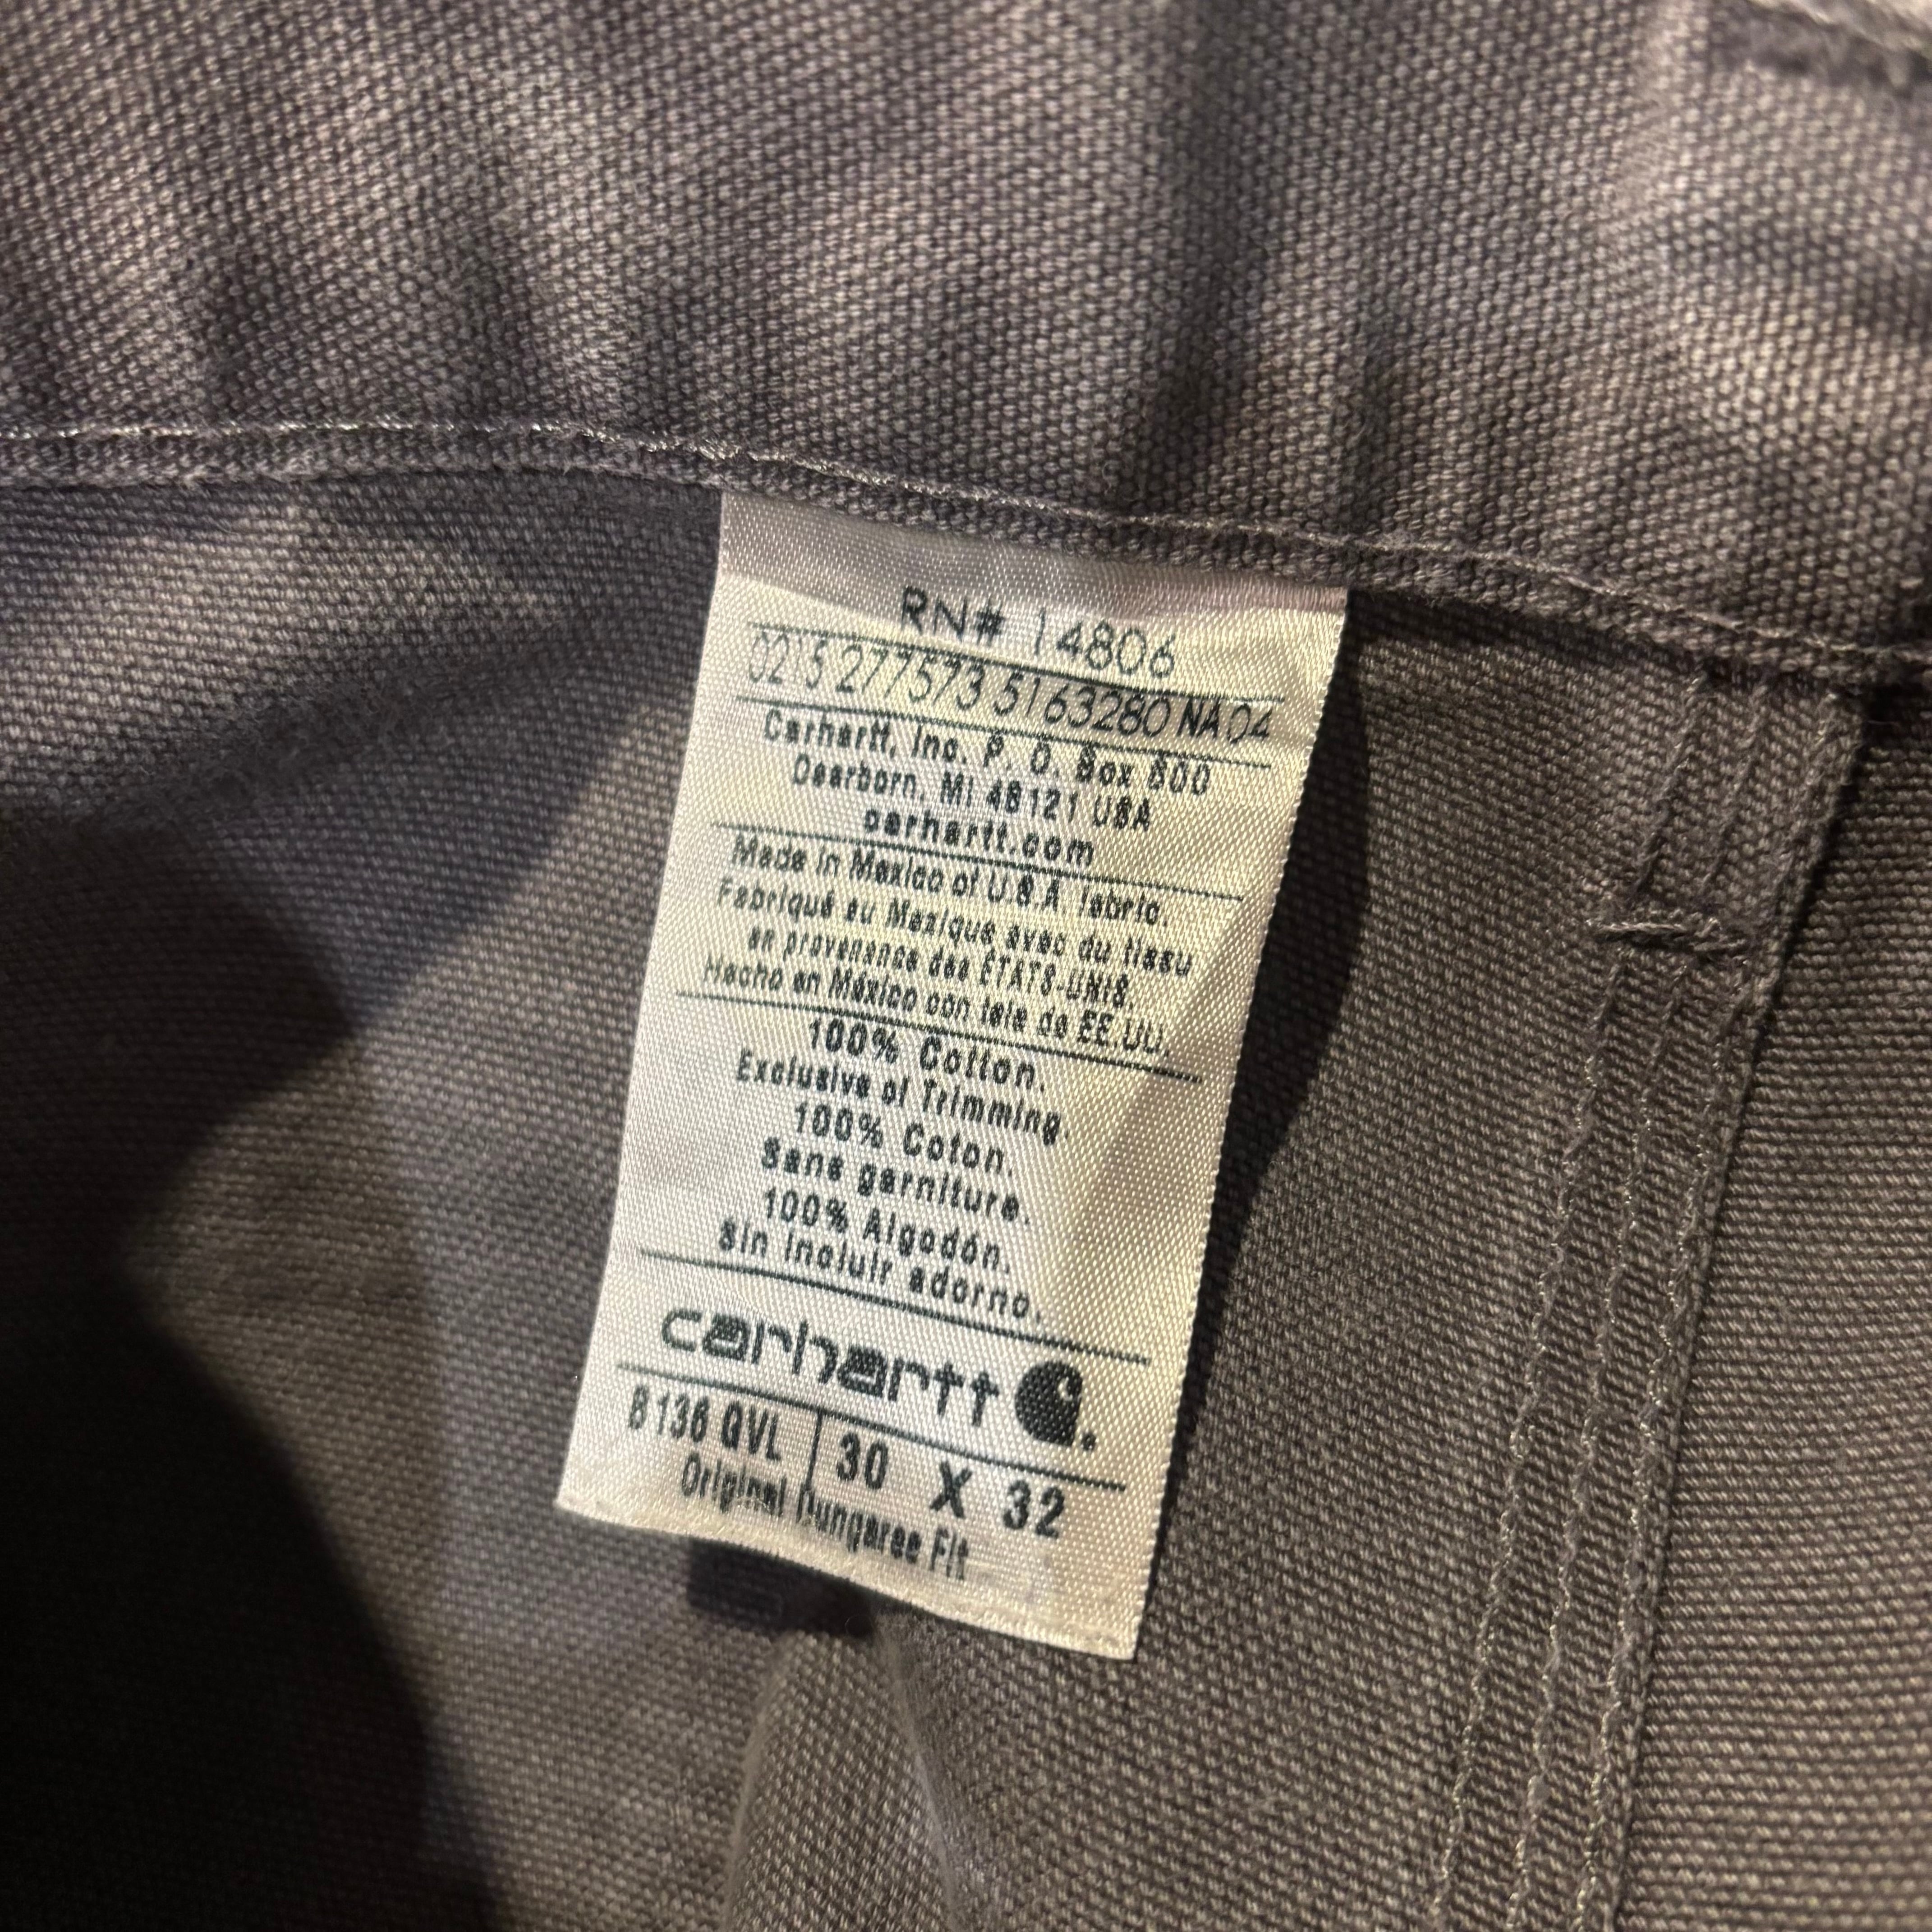 RN# 14806
0215 277573 5163280 NA 04
Carhartt, Inc. P. O. Box 600
Dearborn, MI 48121 USA
carhartt.com
Made in Mexico of U.S.A. fabric.
Fabriqué au Mexique avec du tissu
en provenance des ÉTATS-UNIS.
Hecho en México con tela de EE.UU.
100% Cotton.
Exclusive of Trimming.
100% Coton.
Sans garniture.
100% Algodón.
Sin incluir adorno.
carhartt
B136 QVL 30 X 32
Original Dungaree Fit